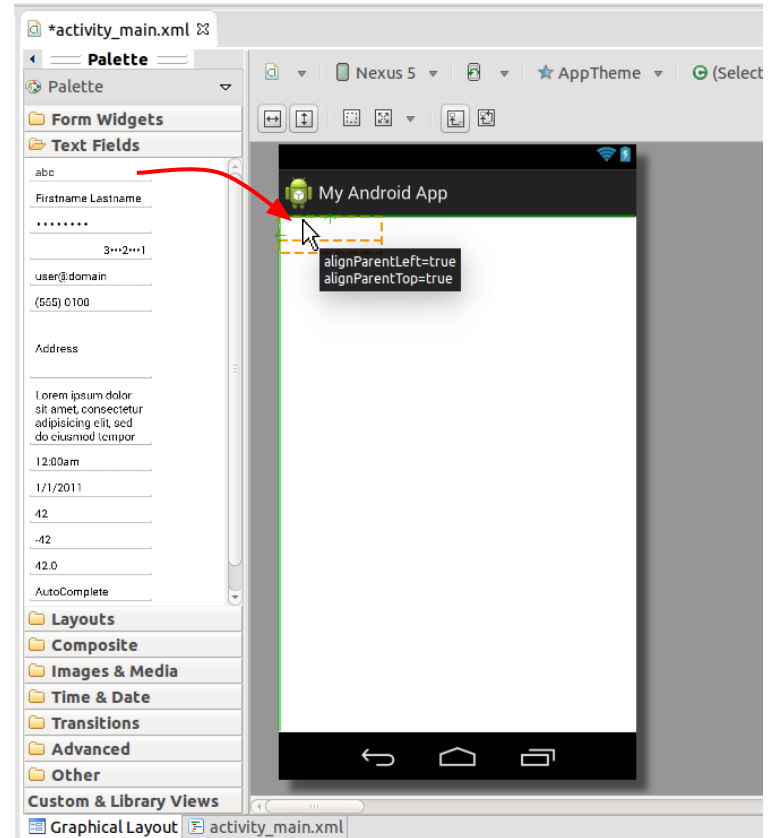 *activity_main.xml
Palette
Palette
Form Widgets
Text Fields
abc
Firstname Lastname
••••••••
3•••2•••1
user@domain
(555) 0100
Address
Lorem ipsum dolor
sit amet, consectetur
adipisicing elit, sed
do eiusmod tempor
12:00am
1/1/2011
42
-42
42.0
AutoComplete
Layouts
Composite
Images & Media
Time & Date
Transitions
Advanced
Other
Custom & Library Views
Graphical Layout
activity_main.xml
Nexus 5
AppTheme
(Select
My Android App
alignParentLeft=true
alignParentTop=true